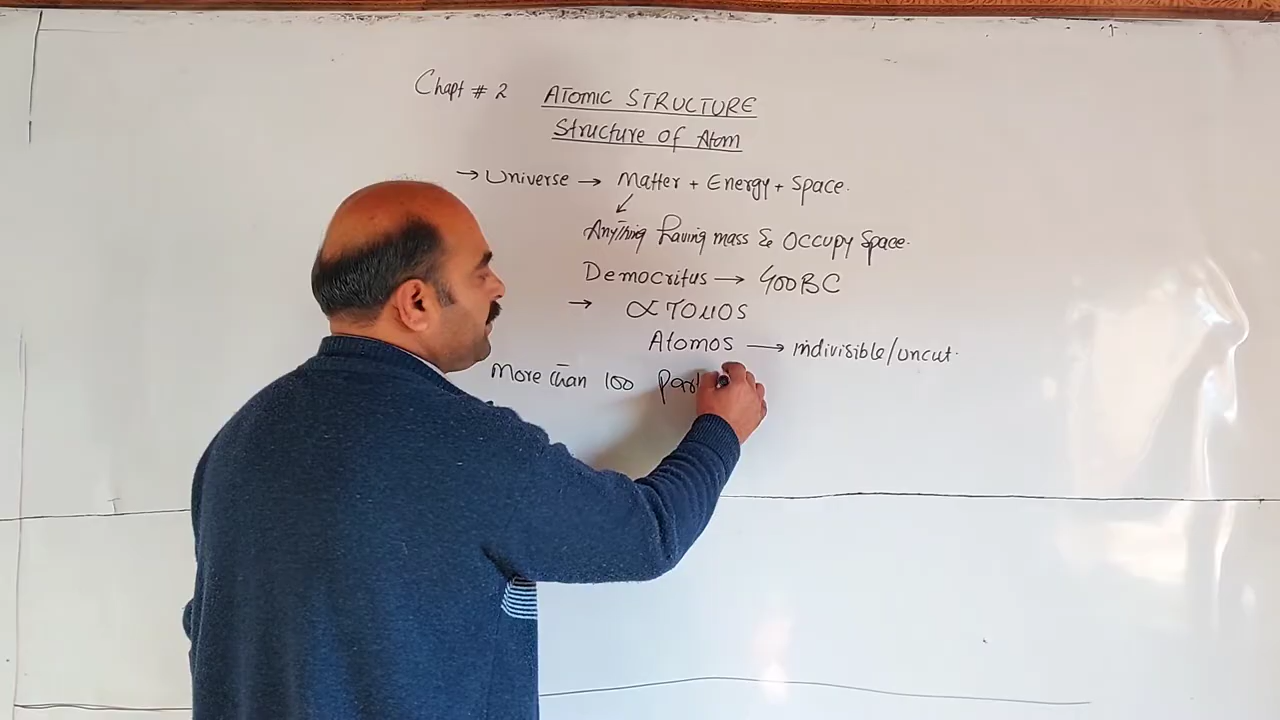 Chapt # 2 ATOMIC STRUCTURE
Structure of Atom
→ Universe → Matter + Energy + Space.
Anything having mass & occupy space.
Democritus → 400BC
→ αTOMOS
Atomos → indivisible/uncut.
More than 100